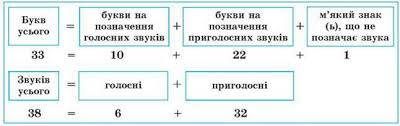 Букв усього = букви на позначення голосних звуків + букви на позначення приголосних звуків + м’який знак (ь), що не позначає звука
33 = 10 + 22 + 1
Звуків усього = голосні + приголосні
38 = 6 + 32